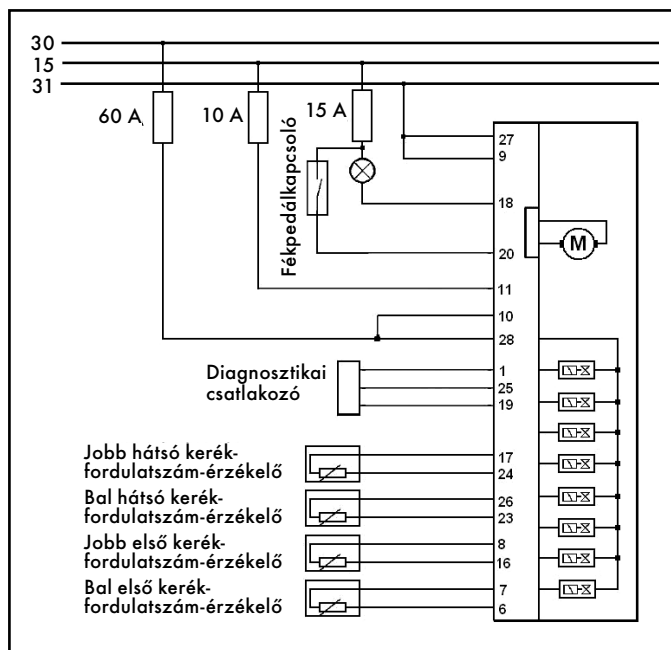 30
15
31
60 A
10 A
15 A
Fékpedálkapcsoló
27
9
18
20
M
11
10
28
Diagnosztikai
csatlakozó
1
25
19
Jobb hátsó kerék-
fordulatszám-érzékelő
17
24
Bal hátsó kerék-
fordulatszám-érzékelő
26
23
Jobb első kerék-
fordulatszám-érzékelő
8
16
Bal első kerék-
fordulatszám-érzékelő
7
6